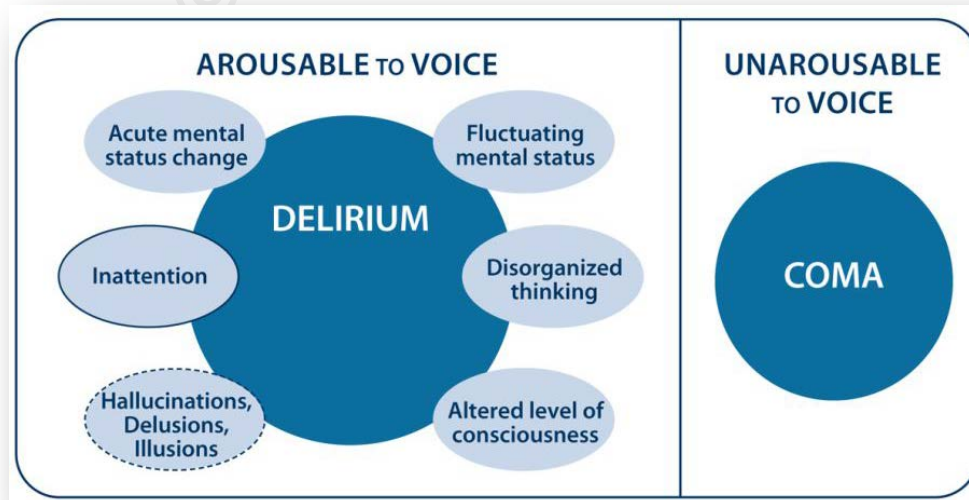 AROUSABLE TO VOICE
Acute mental
status change
Fluctuating
mental status
DELIRIUM
Inattention
Disorganized
thinking
Hallucinations,
Delusions,
Illusions
Altered level of
consciousness
UNAROUSABLE
TO VOICE
COMA